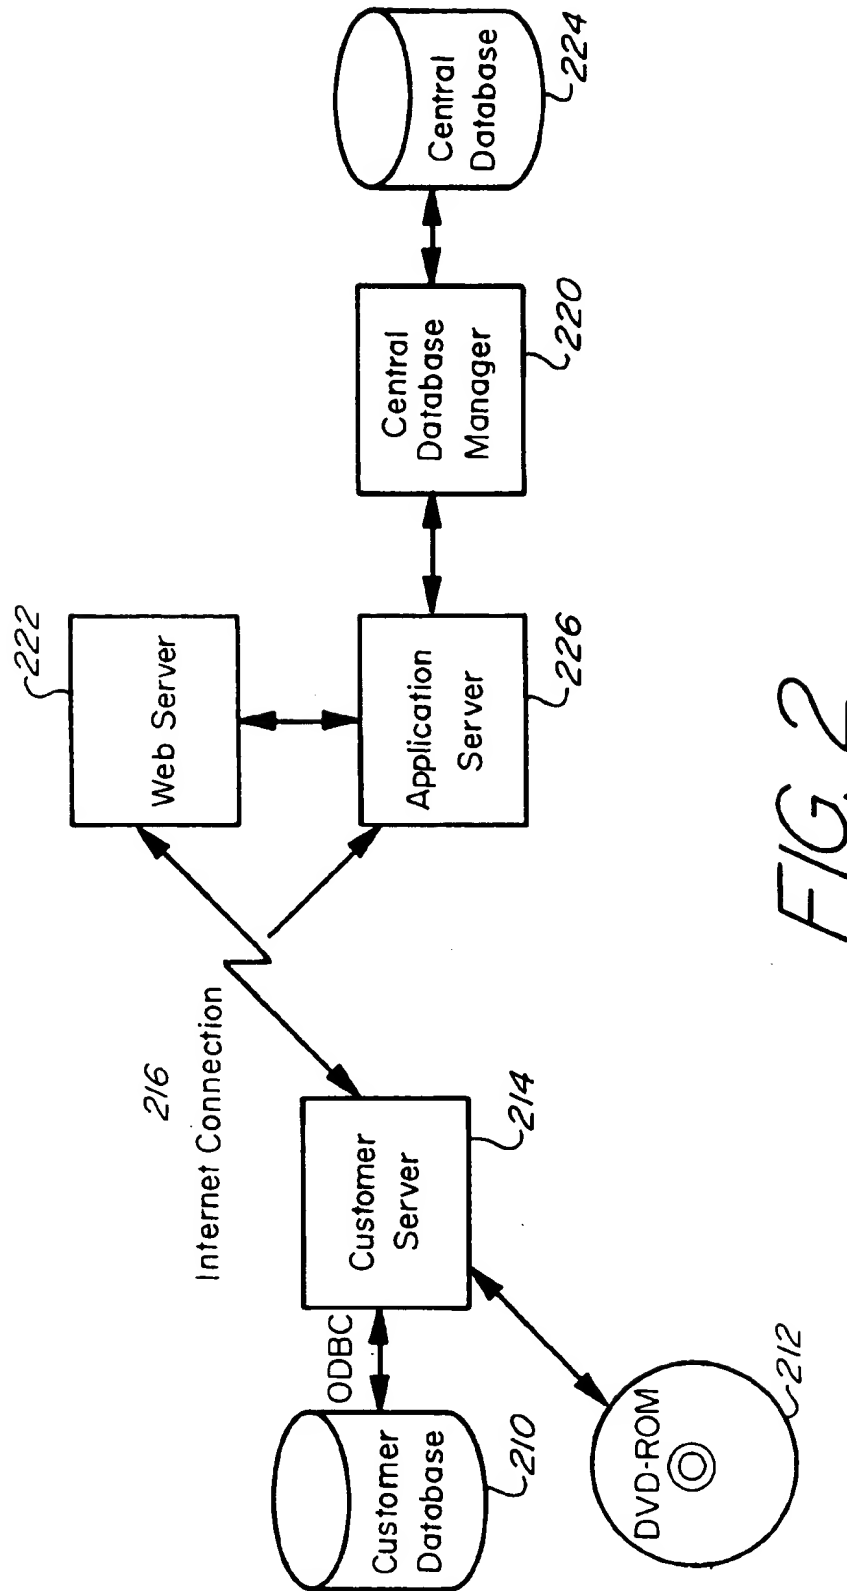 222
Web Server
216
Internet Connection
Customer
Database
210
ODBC
Customer
Server
214
Application
Server
226
Central
Database
Manager
220
Central
Database
224
DVD-ROM
212
FIG. 2